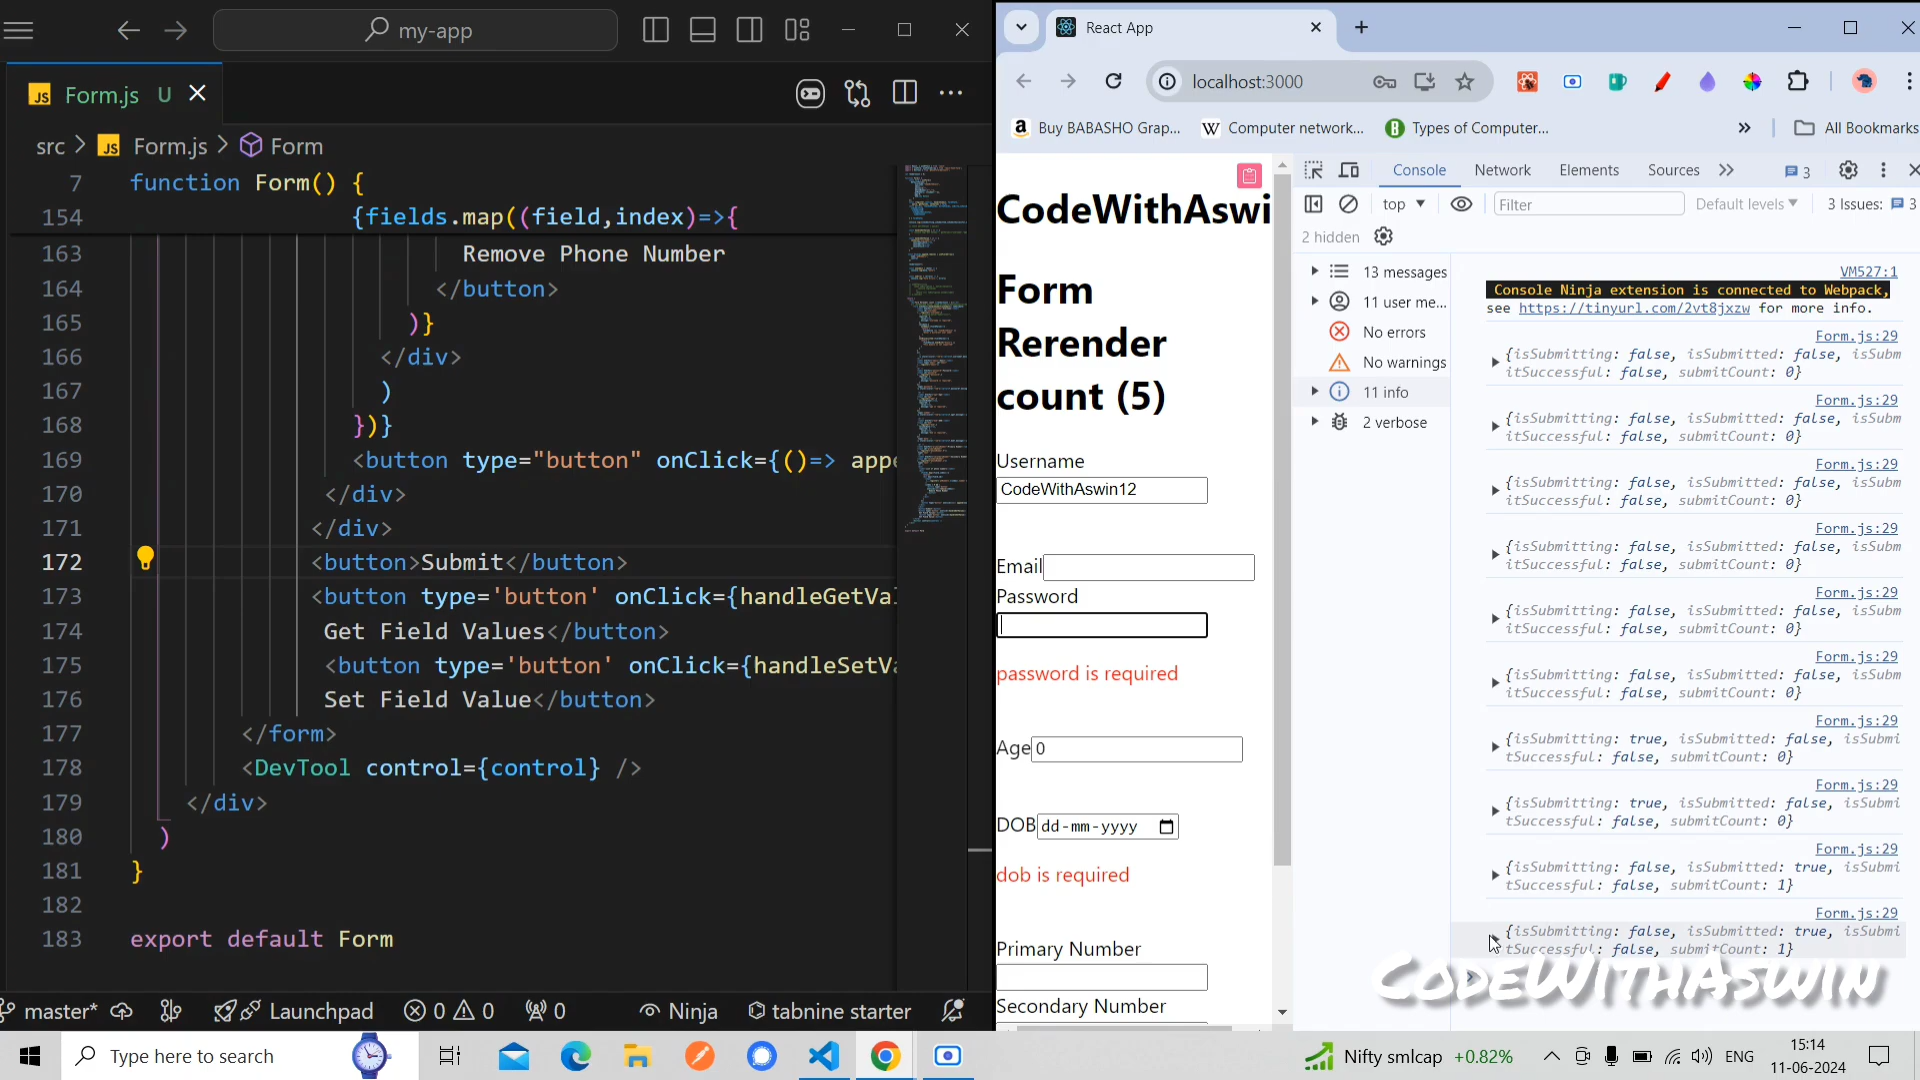 my-app
Form.js U
src > Form.js > Form
7 function Form() {
154 {fields.map((field,index)=>{
163 Remove Phone Number
164 </button>
165 )}
166 </div>
167 )
168 })}
169 <button type="button" onClick={()=> appe
170 </div>
171 </div>
172 <button>Submit</button>
173 <button type='button' onClick={handleGetVal
174 Get Field Values</button>
175 <button type='button' onClick={handleSetVa
176 Set Field Value</button>
177 </form>
178 <DevTool control={control} />
179 </div>
180 )
181 }
182
183 export default Form
master* Launchpad 0 0 0 Ninja tabnine starter
React App
localhost:3000
Buy BABASHO Grap... Computer network... Types of Computer... All Bookmarks
CodeWithAswi
Form
Rerender
count (5)
Username
CodeWithAswin12
Email
Password
password is required
Age 0
DOB dd-mm-yyyy
dob is required
Primary Number
Secondary Number
Console Network Elements Sources 3
top Filter Default levels 3 Issues: 3
2 hidden
13 messages
11 user me...
No errors
No warnings
11 info
2 verbose
VM527:1
Console Ninja extension is connected to Webpack,
see https://tinyurl.com/2vt8jxzw for more info.
Form.js:29
{isSubmitting: false, isSubmitted: false, isSubm
itSuccessful: false, submitCount: 0}
Form.js:29
{isSubmitting: false, isSubmitted: false, isSubm
itSuccessful: false, submitCount: 0}
Form.js:29
{isSubmitting: false, isSubmitted: false, isSubm
itSuccessful: false, submitCount: 0}
Form.js:29
{isSubmitting: false, isSubmitted: false, isSubm
itSuccessful: false, submitCount: 0}
Form.js:29
{isSubmitting: false, isSubmitted: false, isSubm
itSuccessful: false, submitCount: 0}
Form.js:29
{isSubmitting: false, isSubmitted: false, isSubm
itSuccessful: false, submitCount: 0}
Form.js:29
{isSubmitting: true, isSubmitted: false, isSubmi
tSuccessful: false, submitCount: 0}
Form.js:29
{isSubmitting: true, isSubmitted: false, isSubmi
tSuccessful: false, submitCount: 0}
Form.js:29
{isSubmitting: false, isSubmitted: true, isSubmi
tSuccessful: false, submitCount: 1}
Form.js:29
{isSubmitting: false, isSubmitted: true, isSubmi
tSuccessful: false, submitCount: 1}
CodeWithAswin
Type here to search
Nifty smlcap +0.82%
ENG
15:14
11-06-2024